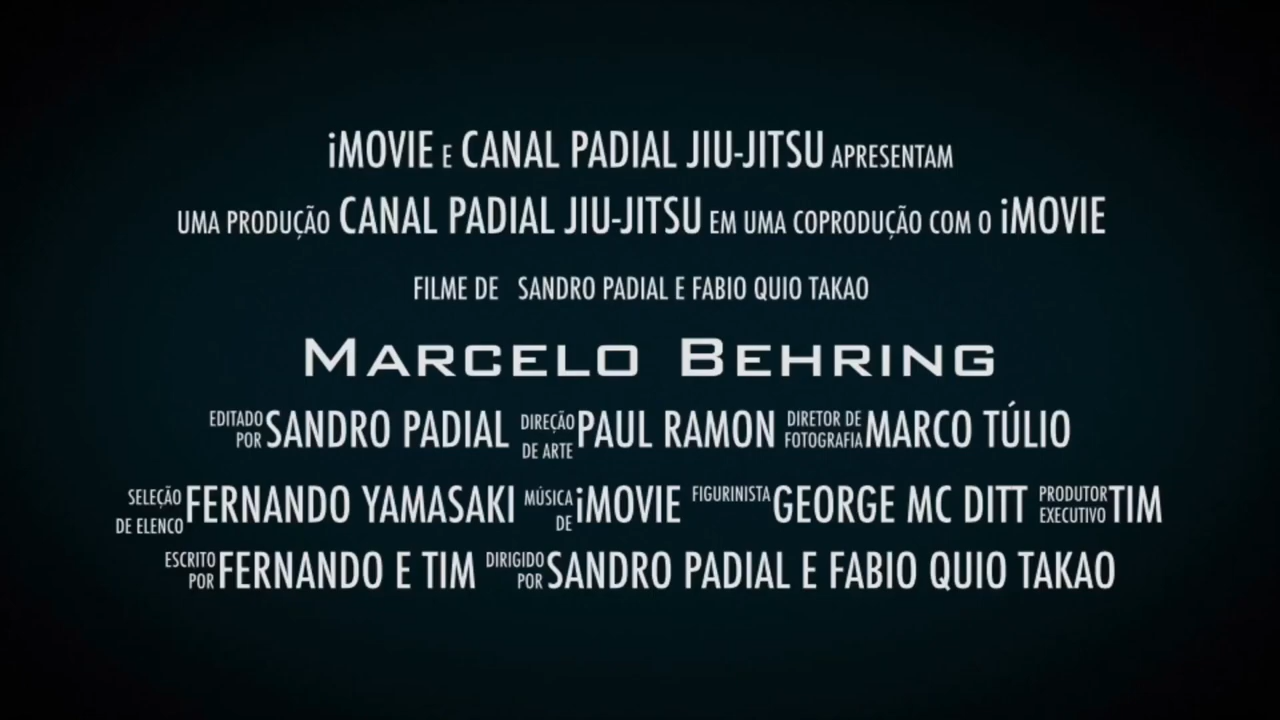 iMOVIE E CANAL PADIAL JIU-JITSU APRESENTAM
UMA PRODUÇÃO CANAL PADIAL JIU-JITSU EM UMA COPRODUÇÃO COM O iMOVIE
FILME DE SANDRO PADIAL E FABIO QUIO TAKAO
MARCELO BEHRING
EDITADO POR SANDRO PADIAL DIREÇÃO DE ARTE PAUL RAMON DIRETOR DE FOTOGRAFIA MARCO TÚLIO
SELEÇÃO DE ELENCO FERNANDO YAMASAKI MÚSICA DE iMOVIE FIGURINISTA GEORGE MC DITT PRODUTOR EXECUTIVO TIM
ESCRITO POR FERNANDO E TIM DIRIGIDO POR SANDRO PADIAL E FABIO QUIO TAKAO